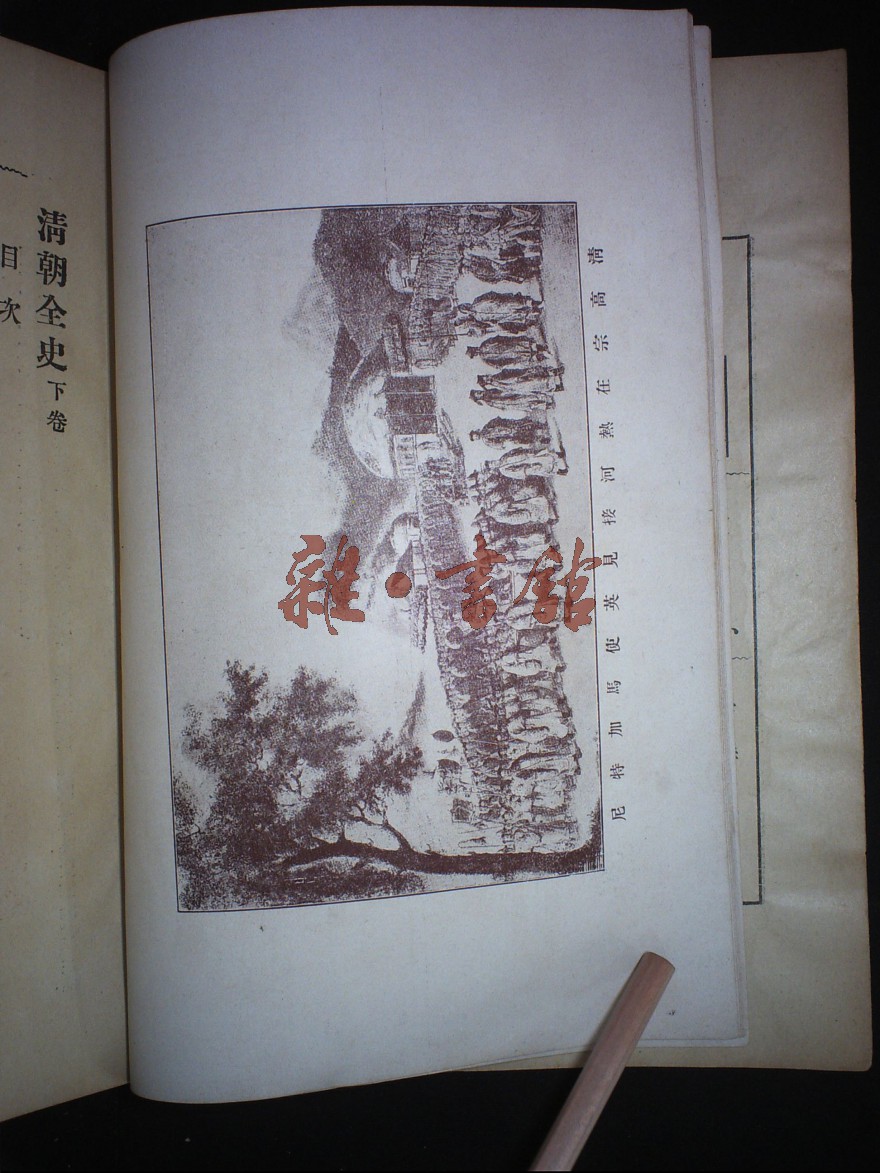 清朝全史 下卷
目次
清高宗在熱河接見英使馬加特尼
雜·書館